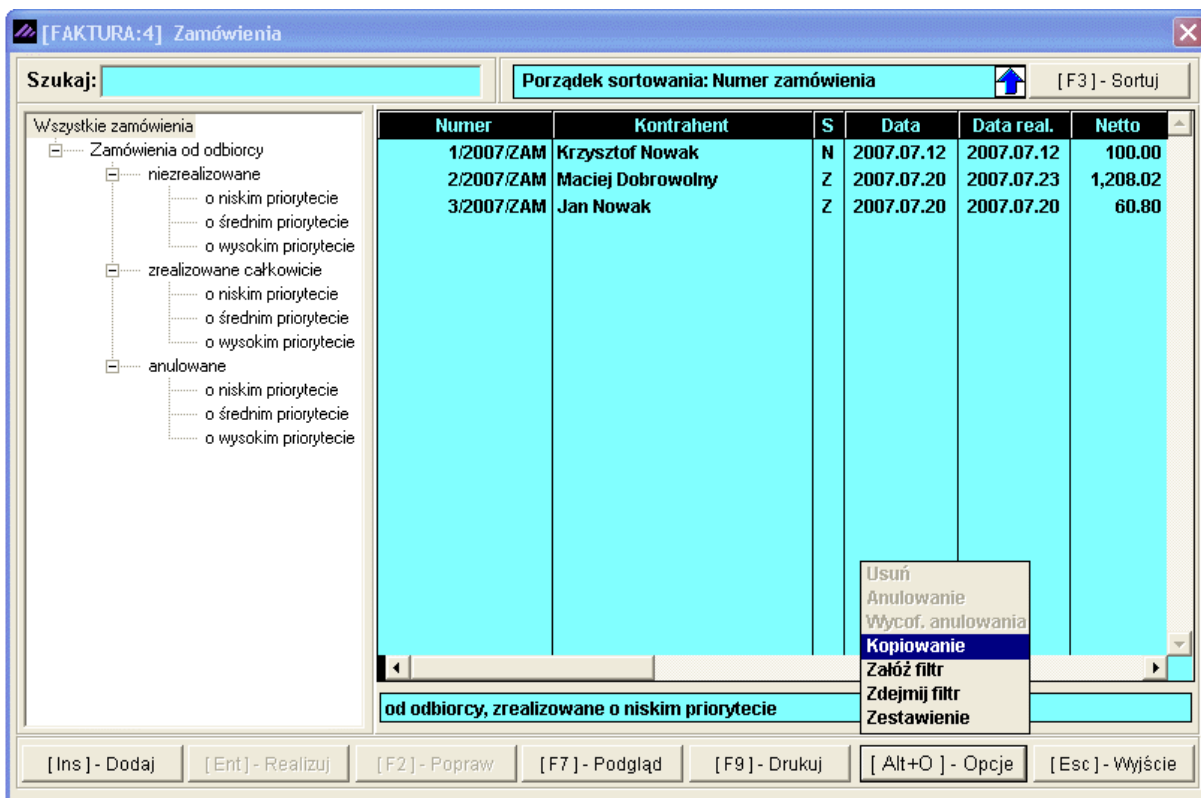 [FAKTURA:4] Zamówienia
Szukaj:
Porządek sortowania: Numer zamówienia
[F3]- Sortuj
Wszystkie zamówienia
Zamówienia od odbiorcy
niezrealizowane
o niskim priorytecie
o średnim priorytecie
o wysokim priorytecie
zrealizowane całkowicie
o niskim priorytecie
o średnim priorytecie
o wysokim priorytecie
anulowane
o niskim priorytecie
o średnim priorytecie
o wysokim priorytecie
Numer Kontrahent S Data Data real. Netto
1/2007/ZAM Krzysztof Nowak N 2007.07.12 2007.07.12 100.00
2/2007/ZAM Maciej Dobrowolny Z 2007.07.20 2007.07.23 1,208.02
3/2007/ZAM Jan Nowak Z 2007.07.20 2007.07.20 60.80
Usuń
Anulowanie
Wycof. anulowania
Kopiowanie
Załóż filtr
Zdejmij filtr
Zestawienie
od odbiorcy, zrealizowane o niskim priorytecie
[Ins]- Dodaj [Ent]- Realizuj [F2]- Popraw [F7]- Podgląd [F9]- Drukuj [ Alt+O ]- Opcje [Esc]- Wyjście